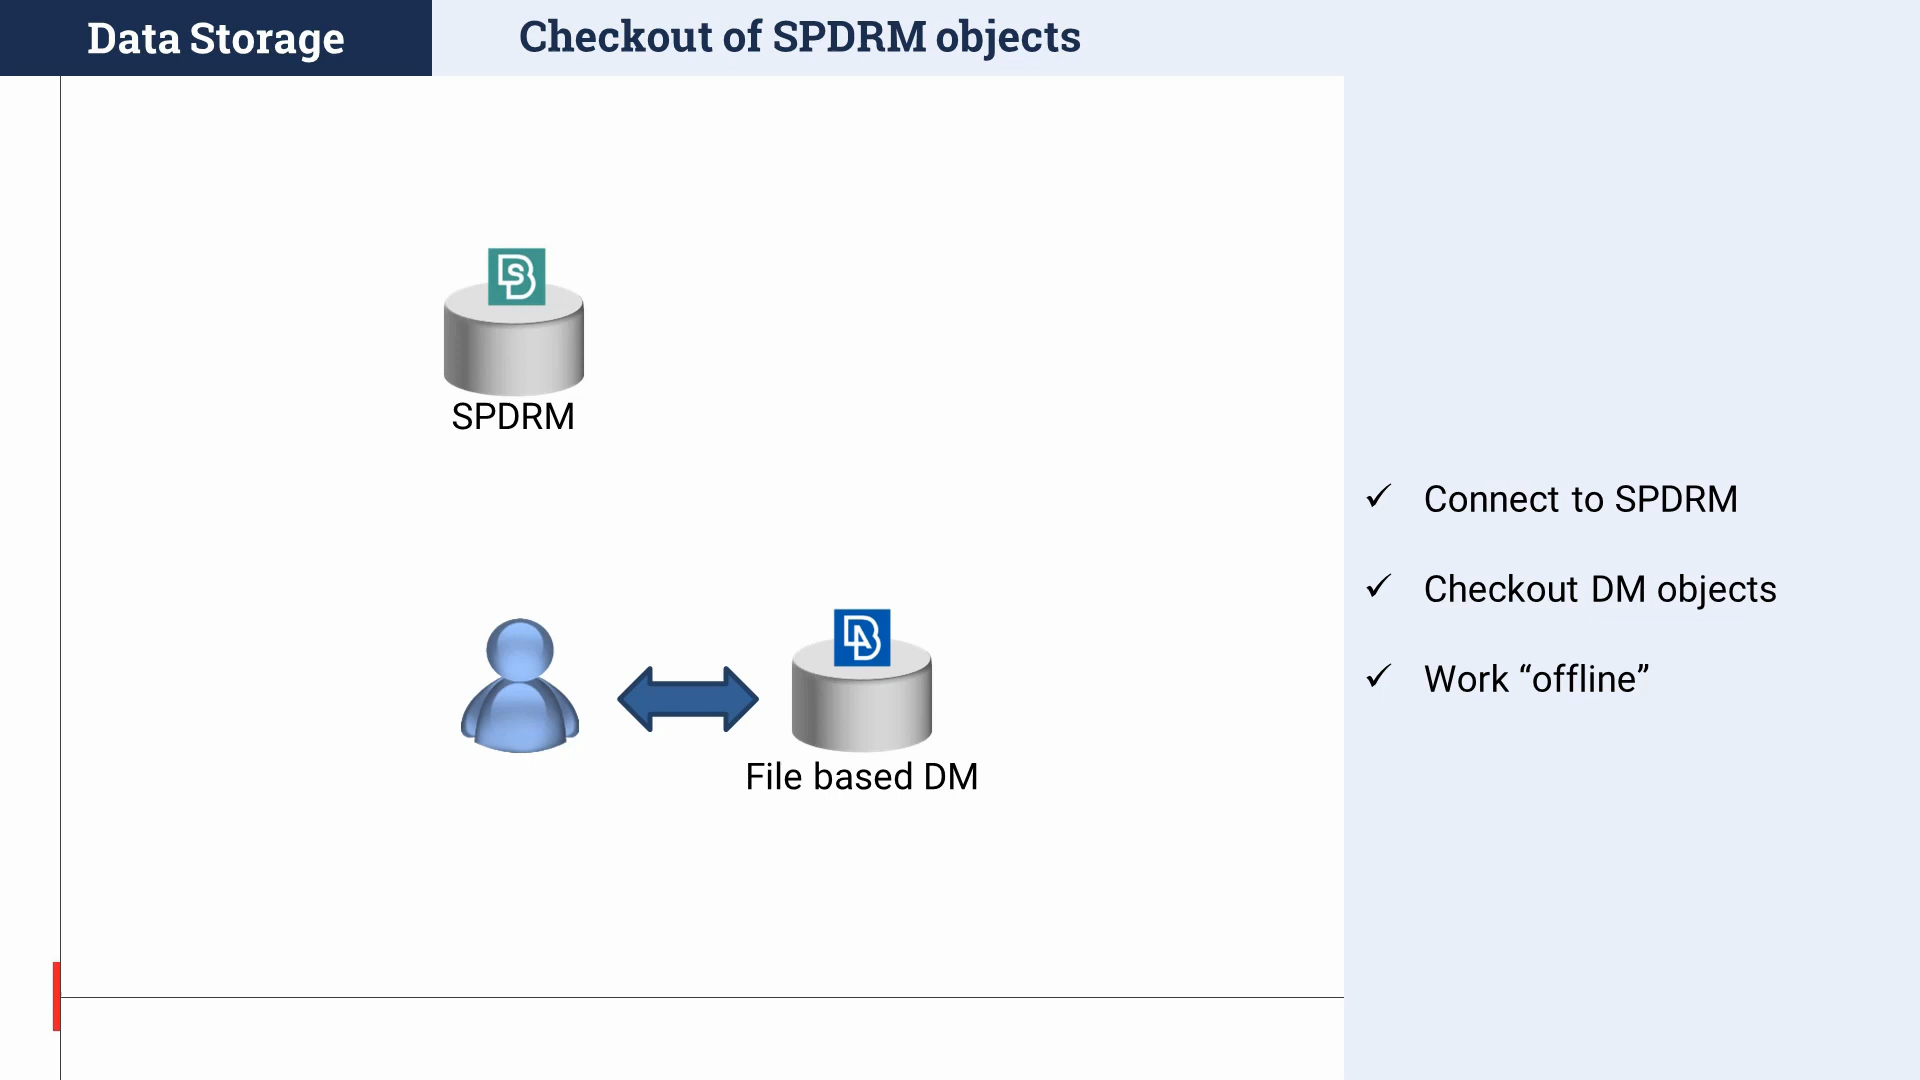 Data Storage
Checkout of SPDRM objects
SPDRM
File based DM
Connect to SPDRM
Checkout DM objects
Work “offline”